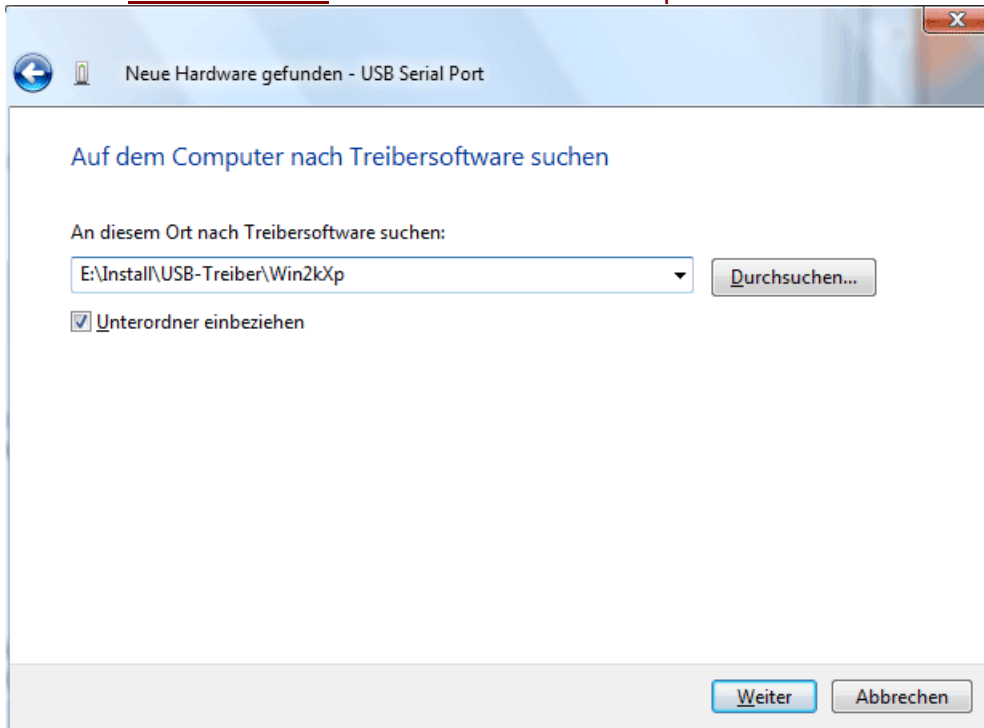 Neue Hardware gefunden - USB Serial Port
Auf dem Computer nach Treibersoftware suchen
An diesem Ort nach Treibersoftware suchen:
E:\Install\USB-Treiber\Win2kXp
Durchsuchen...
Unterordner einbeziehen
Weiter
Abbrechen